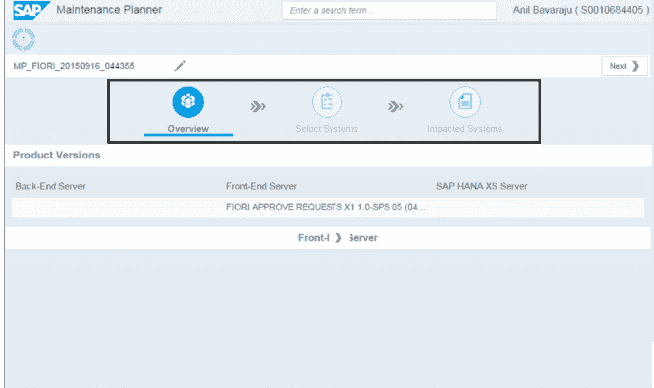 SAP Maintenance Planner Enter a search term .. Anil Bavaraju ( S0010684405 )
MP_FIORI_20150916_044355 Next
Overview Select Systems Impacted Systems
Product Versions
Back-End Server Front-End Server SAP HANA XS Server
FIORI APPROVE REQUESTS X1 1.0-SPS 05 (04...
Front- Server